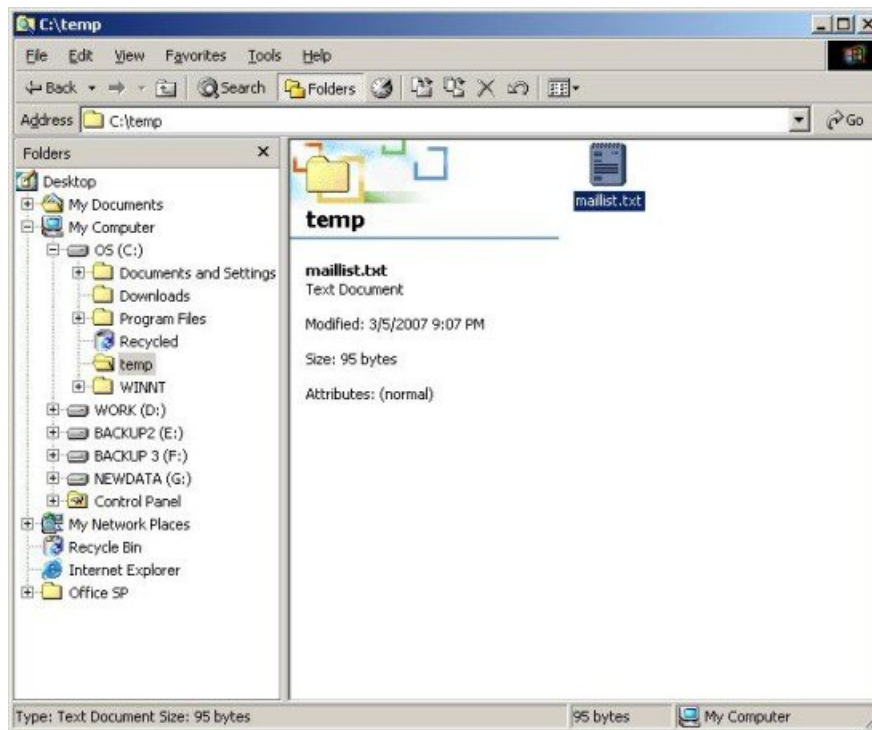 C:\temp
File Edit View Favorites Tools Help
Back Search Folders
Address C:\temp Go
Folders
Desktop
My Documents
My Computer
OS (C:)
Documents and Settings
Downloads
Program Files
Recycled
temp
WINNT
WORK (D:)
BACKUP2 (E:)
BACKUP 3 (F:)
NEWDATA (G:)
Control Panel
My Network Places
Recycle Bin
Internet Explorer
Office SP
temp
maillist.txt
Text Document
Modified: 3/5/2007 9:07 PM
Size: 95 bytes
Attributes: (normal)
maillist.txt
Type: Text Document Size: 95 bytes 95 bytes My Computer